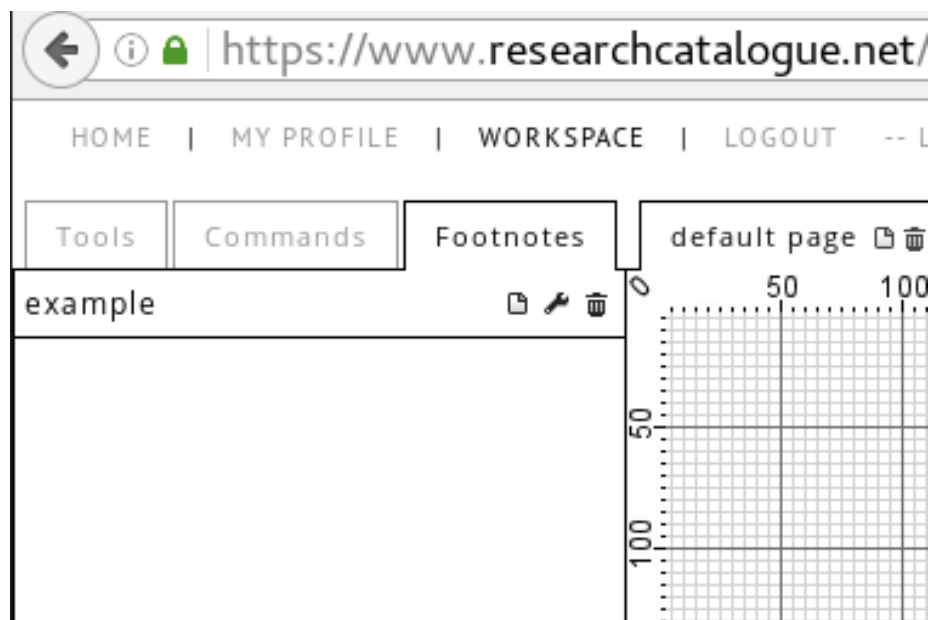 https://www.researchcatalogue.net/
HOME | MY PROFILE | WORKSPACE | LOGOUT --
Tools Commands Footnotes default page
example
50 100
50
100